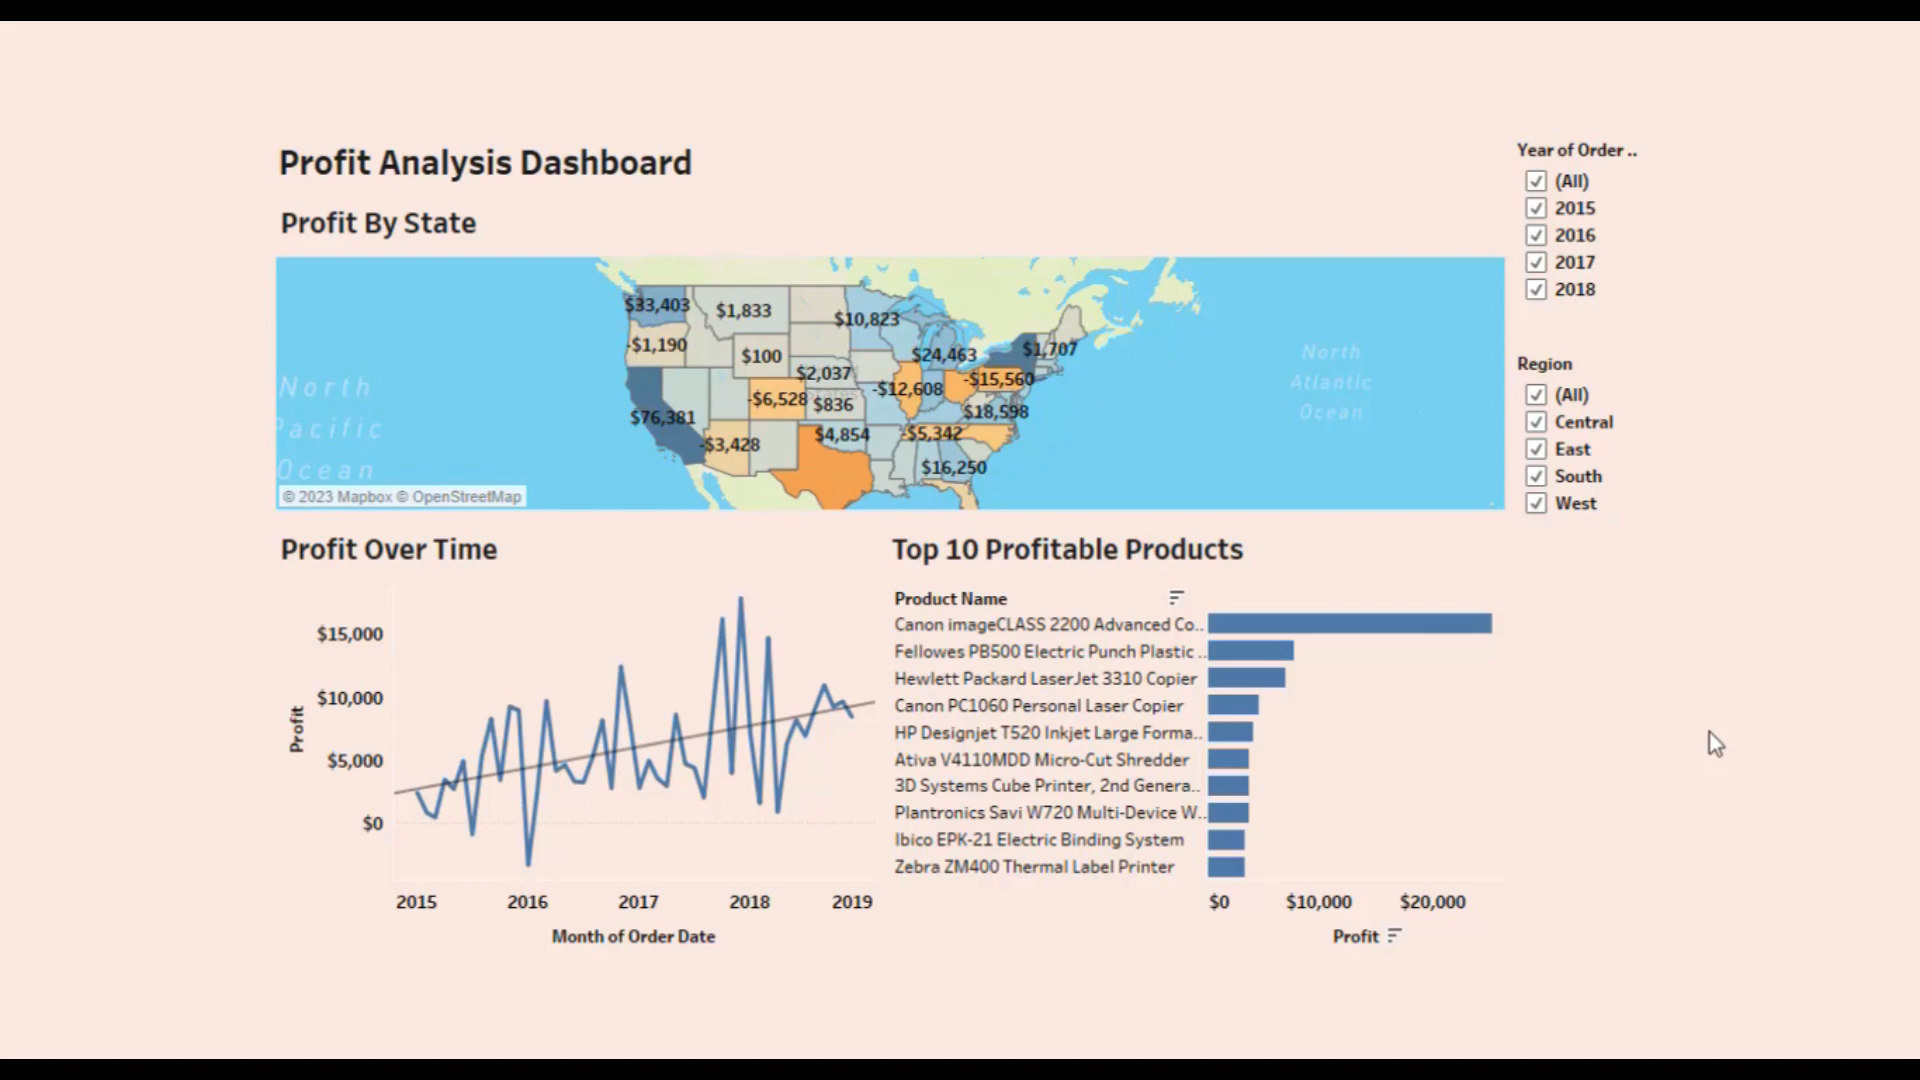 Profit Analysis Dashboard
Profit By State
Year of Order ..
(All)
2015
2016
2017
2018
Region
(All)
Central
East
South
West
$33,403
$1,833
$10,823
-$1,190
$100
$24,463
$1,707
$2,037
-$12,608
-$15,560
-$6,528
$836
$18,598
$76,381
-$3,428
$4,854
-$5,342
$16,250
North
Pacific
Ocean
North
Atlantic
Ocean
© 2023 Mapbox © OpenStreetMap
Profit Over Time
Profit
$15,000
$10,000
$5,000
$0
2015 2016 2017 2018 2019
Month of Order Date
Top 10 Profitable Products
Product Name
Canon imageCLASS 2200 Advanced Co..
Fellowes PB500 Electric Punch Plastic ..
Hewlett Packard LaserJet 3310 Copier
Canon PC1060 Personal Laser Copier
HP Designjet T520 Inkjet Large Forma..
Ativa V4110MDD Micro-Cut Shredder
3D Systems Cube Printer, 2nd Genera..
Plantronics Savi W720 Multi-Device W..
Ibico EPK-21 Electric Binding System
Zebra ZM400 Thermal Label Printer
$0 $10,000 $20,000
Profit